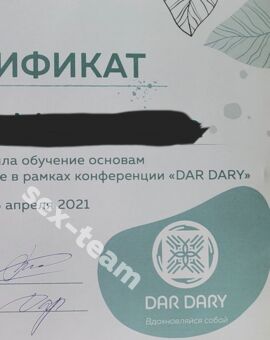 ИФИКАТ
ла обучение основам
е в рамках конференции «DAR DARY»
апреля 2021
sex-team
DAR DARY
Вдохновляйся собой